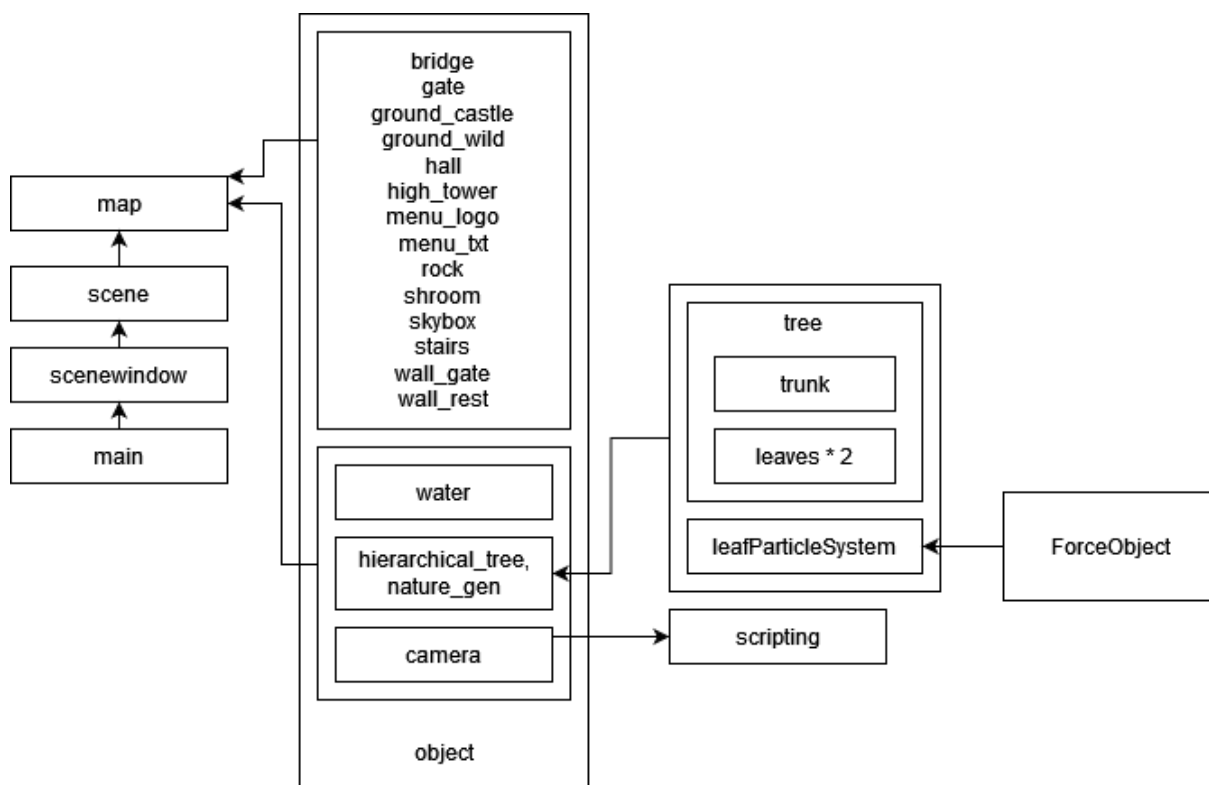 map
scene
scenewindow
main
bridge
gate
ground_castle
ground_wild
hall
high_tower
menu_logo
menu_txt
rock
shroom
skybox
stairs
wall_gate
wall_rest
water
hierarchical_tree,
nature_gen
camera
object
tree
trunk
leaves * 2
leafParticleSystem
scripting
ForceObject